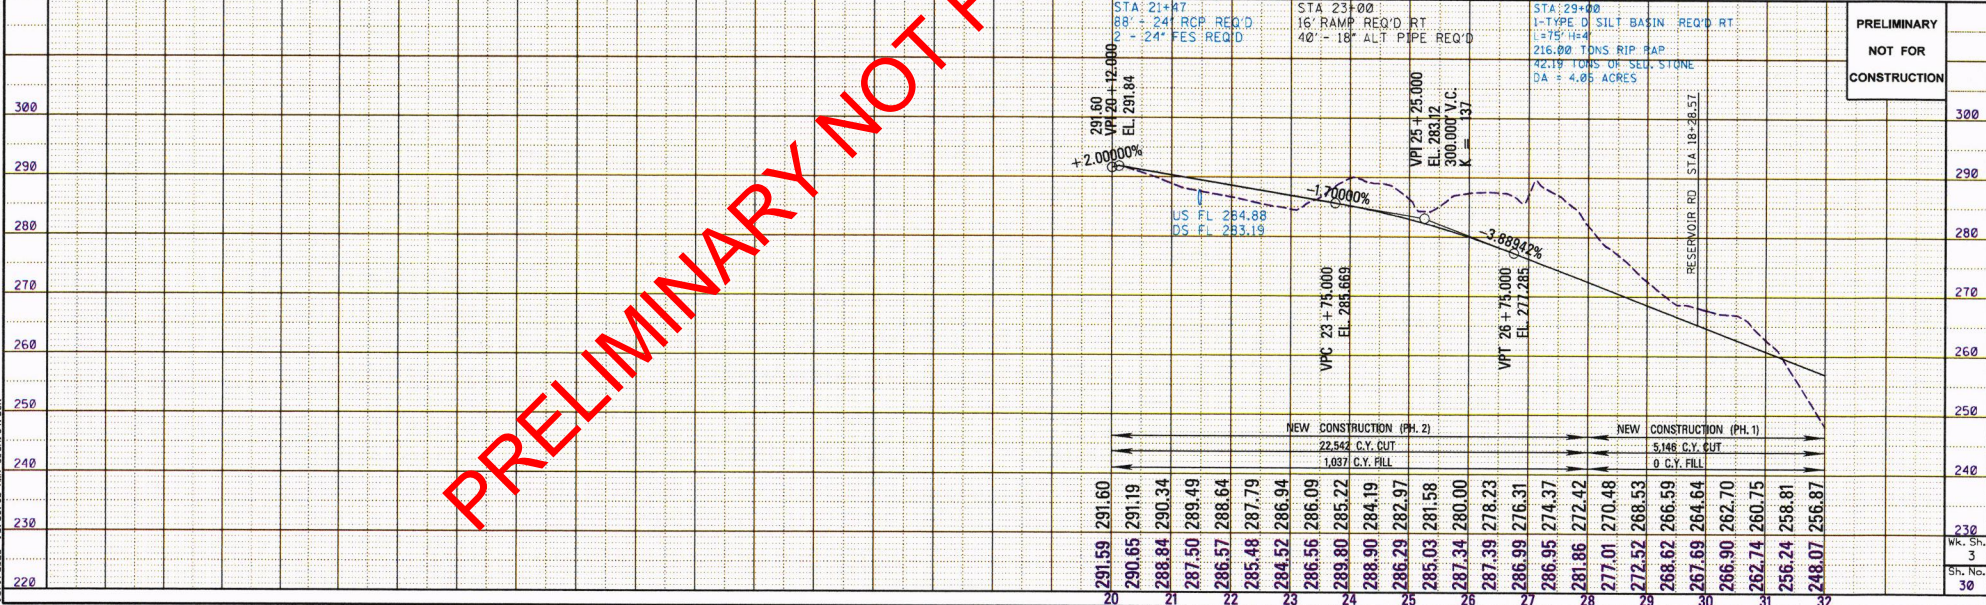 STA 21+47
88' - 24" RCP REQ'D
2 - 24" FES REQ'D
STA 23+00
16' RAMP REQ'D RT
40' - 18" ALT PIPE REQ'D
STA 29+00
1-TYPE D SILT BASIN REQ'D RT
L=75' H=4'
216.00 TONS RIP RAP
42.19 TONS OF SED. STONE
DA = 4.05 ACRES
PRELIMINARY
NOT FOR
CONSTRUCTION
PRELIMINARY NOT
300
290
280
270
260
250
240
230
220
291.60
VPI 20 + 12.000
EL. 291.84
+2.00000%
-1.70000%
VPI 25 + 25.000
EL. 283.12
300.000' V.C.
K = 137
-3.88942%
RESERVOIR RD STA 18+28.57
US FL 284.88
DS FL 283.19
VPC 23 + 75.000
EL. 285.669
VPT 26 + 75.000
EL. 277.285
NEW CONSTRUCTION (PH. 2)
22,542 C.Y. CUT
1,037 C.Y. FILL
NEW CONSTRUCTION (PH. 1)
5,146 C.Y. CUT
0 C.Y. FILL
300
290
280
270
260
250
240
230
291.59 291.60
290.65 291.19
288.84 290.34
287.50 289.49
286.57 288.64
285.48 287.79
284.52 286.94
286.56 286.09
289.80 285.22
288.90 284.19
286.29 282.97
285.03 281.58
287.34 280.00
287.39 278.23
286.99 276.31
286.95 274.37
281.86 272.42
277.01 270.48
272.52 268.53
268.62 266.59
267.69 264.64
266.90 262.70
262.74 260.75
256.24 258.81
248.07 256.87
20 21 22 23 24 25 26 27 28 29 30 31 32
Wk. Sh.
3
Sh. No.
30